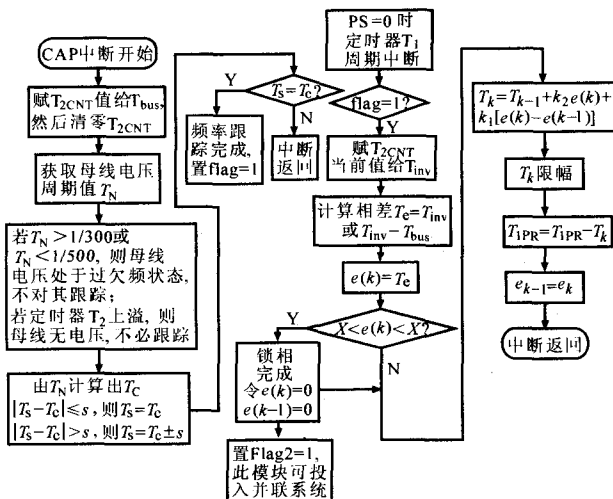 CAP中断开始
赋T2CNT值给Tbus,
然后清零T2CNT
获取母线电压
周期值 TN
若TN＞1/300或
TN＜1/500, 则母线
电压处于过欠频状态,
不对其跟踪；
若定时器T2上溢, 则
母线无电压, 不必跟踪
由TN计算出TC
|Ts−Tc|≤s, 则Ts=Tc
|Ts−Tc|＞s, 则Ts=Tc±s
Ts=Tc?
Y
N
频率跟
踪完成,
置flag=1
中断
返回
PS=0 时
定时器T1
周期中断
flag=1?
Y
赋T2CNT
当前值给Tinv
计算相差Te=Tinv
或Tinv−Tbus
e(k)=Te
X<e(k)<X?
Y
N
锁相
完成
令e(k)=0
e(k-1)=0
置Flag2=1,
此模块可投
入并联系统
Tk=Tk−1+k2e(k)+
k1[e(k)−e(k−1)]
Tk限幅
T1PR=T1PR−Tk
ek−1=ek
中断返回